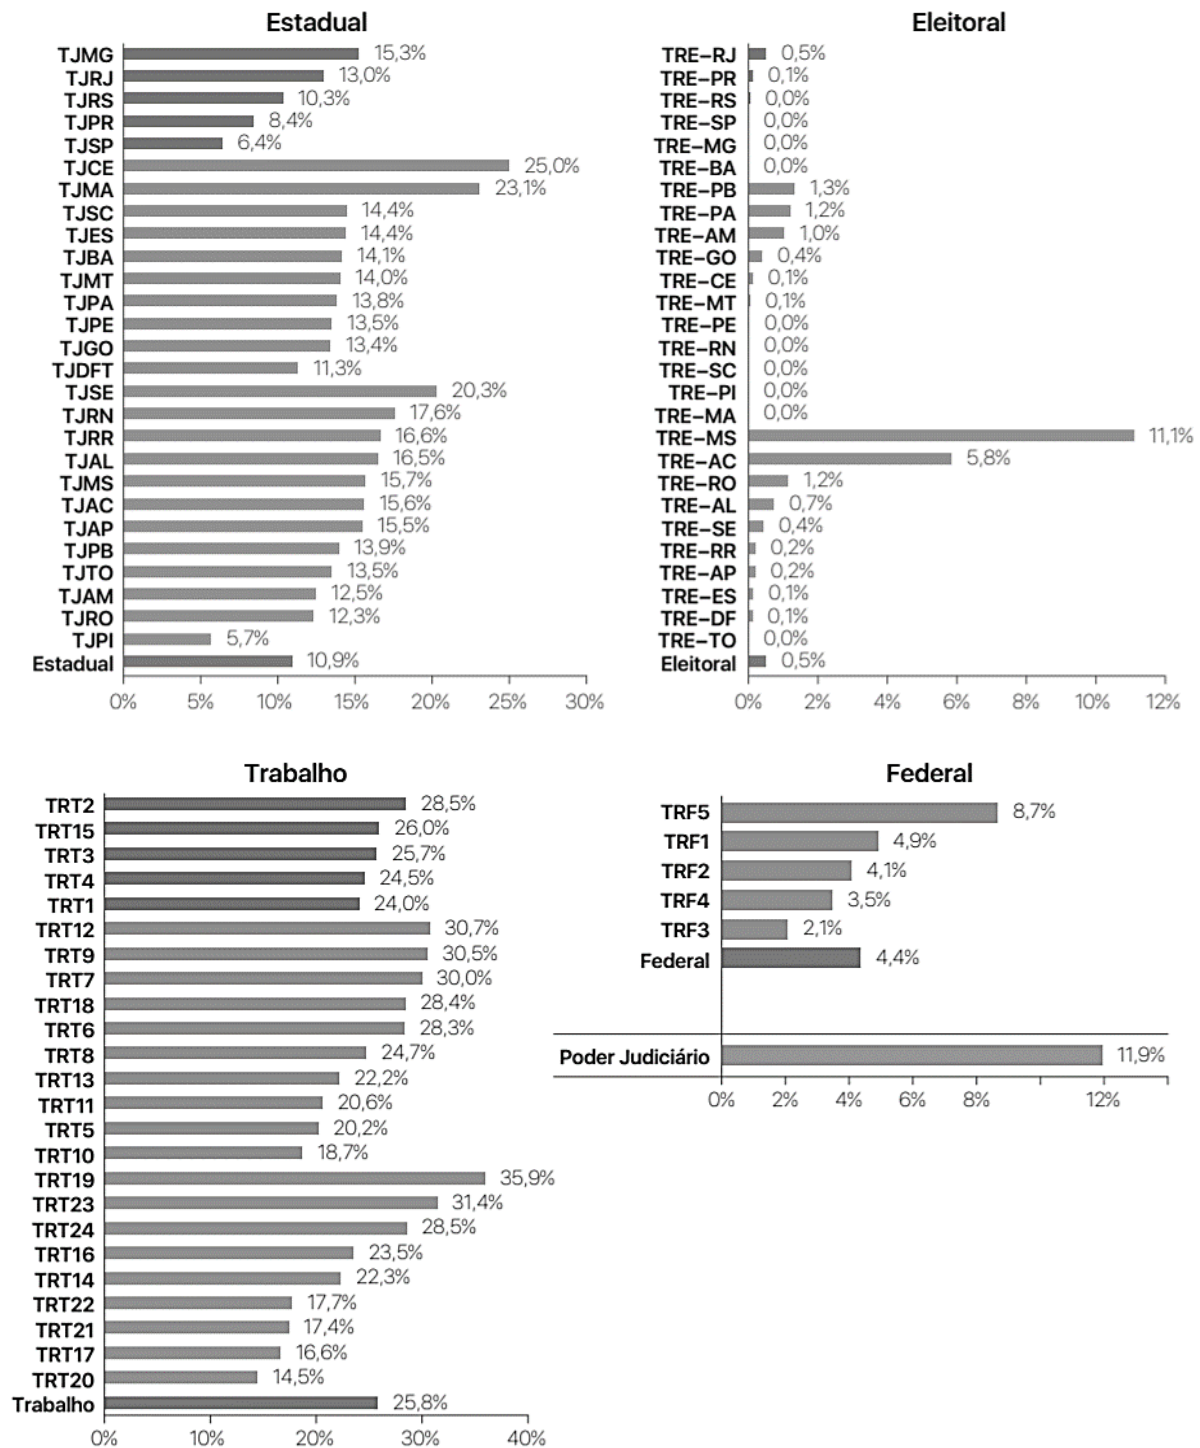 Estadual
TJMG 15,3%
TJRJ 13,0%
TJRS 10,3%
TJPR 8,4%
TJSP 6,4%
TJCE 25,0%
TJMA 23,1%
TJSC 14,4%
TJES 14,4%
TJBA 14,1%
TJMT 14,0%
TJPA 13,8%
TJPE 13,5%
TJGO 13,4%
TJDFT 11,3%
TJSE 20,3%
TJRN 17,6%
TJRR 16,6%
TJAL 16,5%
TJMS 15,7%
TJAC 15,6%
TJAP 15,5%
TJPB 13,9%
TJTO 13,5%
TJAM 12,5%
TJRO 12,3%
TJPI 5,7%
Estadual 10,9%
0% 5% 10% 15% 20% 25% 30%
Eleitoral
TRE–RJ 0,5%
TRE–PR 0,1%
TRE–RS 0,0%
TRE–SP 0,0%
TRE–MG 0,0%
TRE–BA 0,0%
TRE–PB 1,3%
TRE–PA 1,2%
TRE–AM 1,0%
TRE–GO 0,4%
TRE–CE 0,1%
TRE–MT 0,1%
TRE–PE 0,0%
TRE–RN 0,0%
TRE–SC 0,0%
TRE–PI 0,0%
TRE–MA 0,0%
TRE–MS 11,1%
TRE–AC 5,8%
TRE–RO 1,2%
TRE–AL 0,7%
TRE–SE 0,4%
TRE–RR 0,2%
TRE–AP 0,2%
TRE–ES 0,1%
TRE–DF 0,1%
TRE–TO 0,0%
Eleitoral 0,5%
0% 2% 4% 6% 8% 10% 12%
Trabalho
TRT2 28,5%
TRT15 26,0%
TRT3 25,7%
TRT4 24,5%
TRT1 24,0%
TRT12 30,7%
TRT9 30,5%
TRT7 30,0%
TRT18 28,4%
TRT6 28,3%
TRT8 24,7%
TRT13 22,2%
TRT11 20,6%
TRT5 20,2%
TRT10 18,7%
TRT19 35,9%
TRT23 31,4%
TRT24 28,5%
TRT16 23,5%
TRT14 22,3%
TRT22 17,7%
TRT21 17,4%
TRT17 16,6%
TRT20 14,5%
Trabalho 25,8%
0% 10% 20% 30% 40%
Federal
TRF5 8,7%
TRF1 4,9%
TRF2 4,1%
TRF4 3,5%
TRF3 2,1%
Federal 4,4%
Poder Judiciário 11,9%
0% 2% 4% 6% 8% 12%